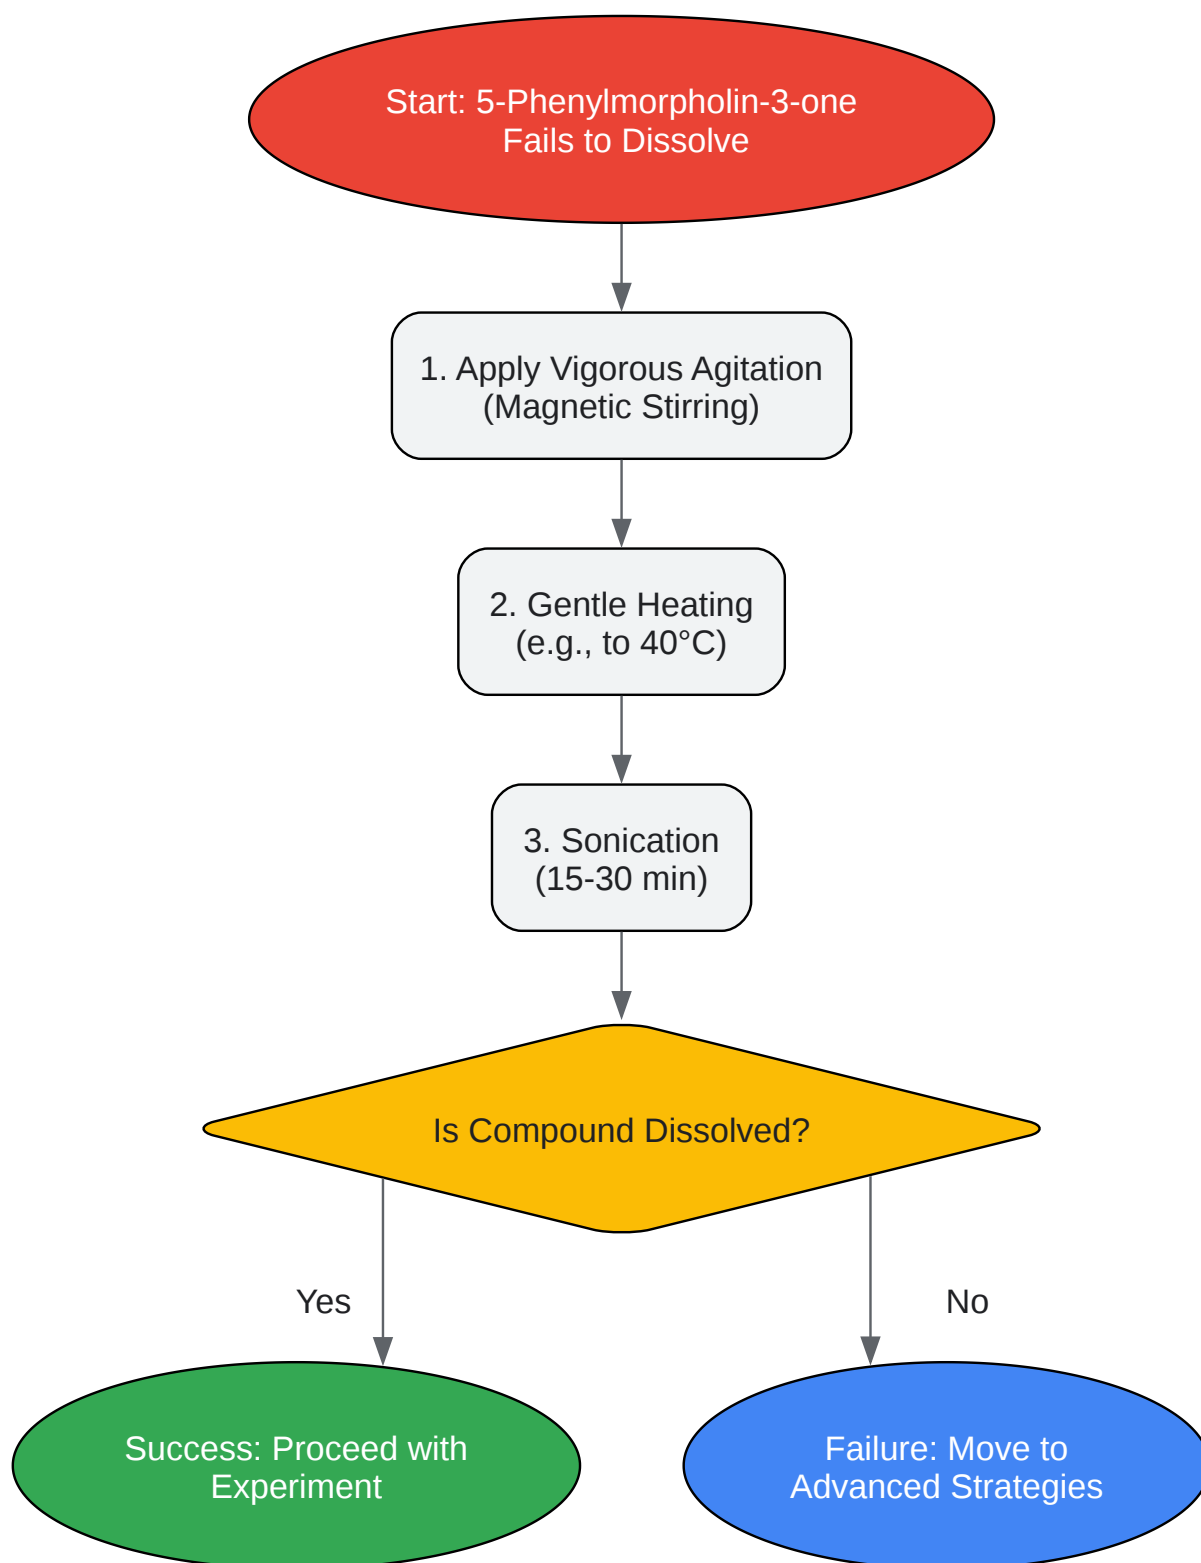 Start: 5-Phenylmorpholin-3-one
Fails to Dissolve
1. Apply Vigorous Agitation
(Magnetic Stirring)
2. Gentle Heating
(e.g., to 40°C)
3. Sonication
(15-30 min)
Is Compound Dissolved?
Yes
No
Success: Proceed with
Experiment
Failure: Move to
Advanced Strategies